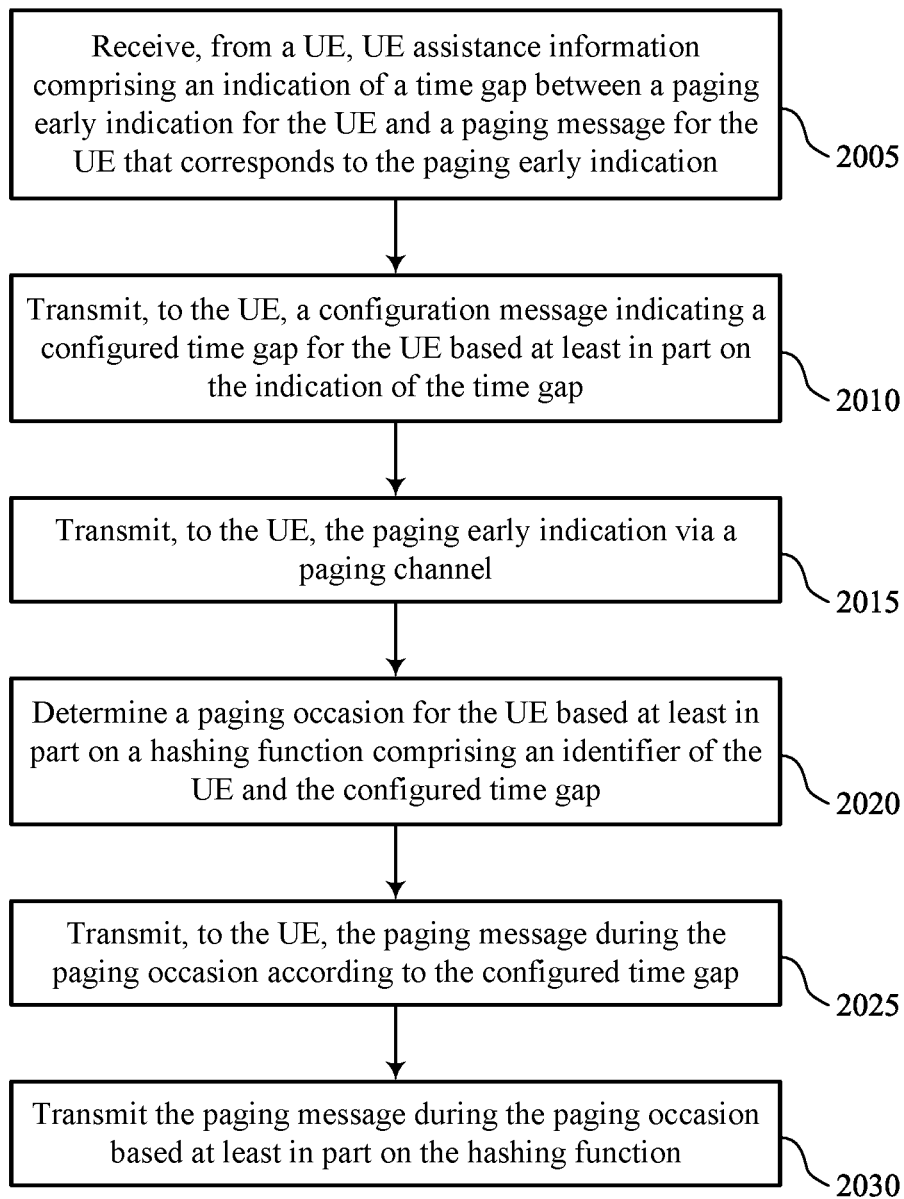 Receive, from a UE, UE assistance information
comprising an indication of a time gap between a paging
early indication for the UE and a paging message for the
UE that corresponds to the paging early indication
2005
Transmit, to the UE, a configuration message indicating a
configured time gap for the UE based at least in part on
the indication of the time gap
2010
Transmit, to the UE, the paging early indication via a
paging channel
2015
Determine a paging occasion for the UE based at least in
part on a hashing function comprising an identifier of the
UE and the configured time gap
2020
Transmit, to the UE, the paging message during the
paging occasion according to the configured time gap
2025
Transmit the paging message during the paging occasion
based at least in part on the hashing function
2030